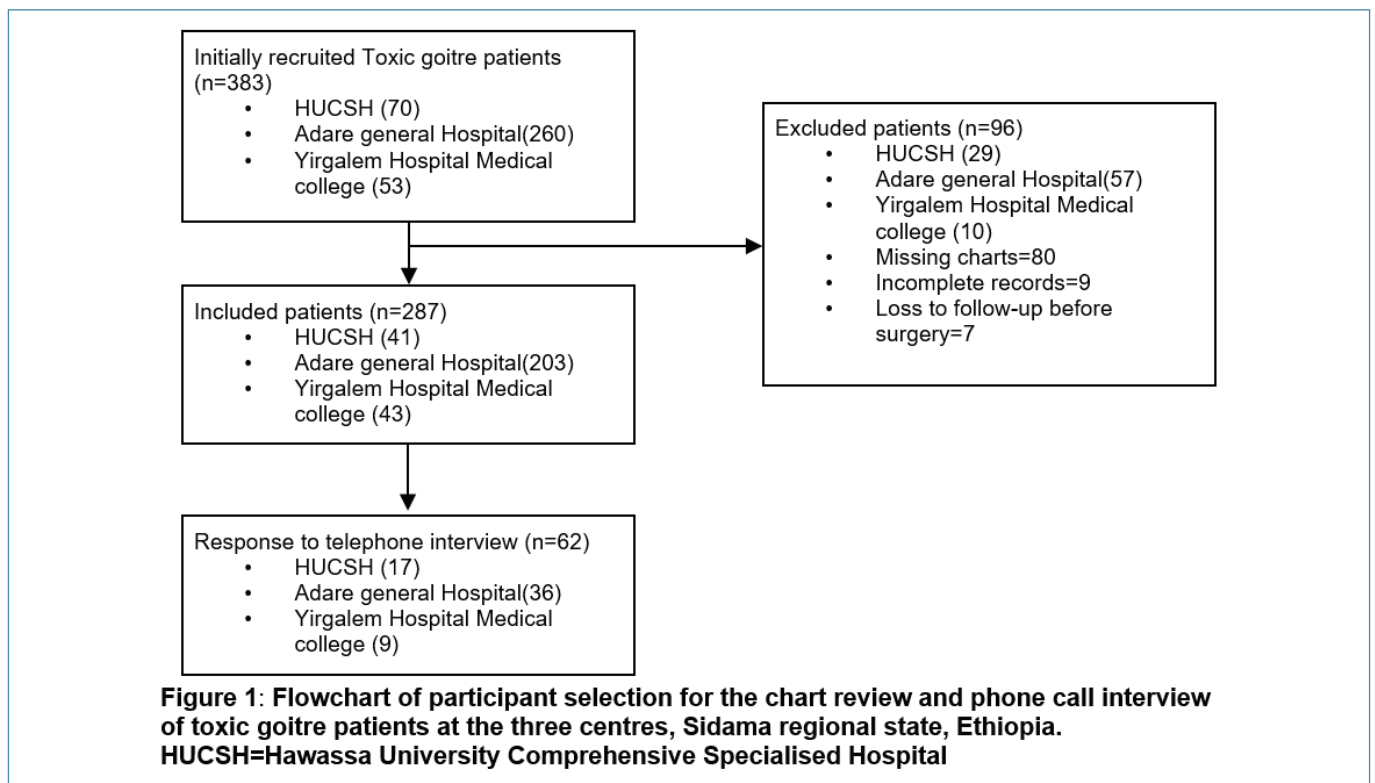 Initially recruited Toxic goitre patients
(n=383)
• HUCSH (70)
• Adare general Hospital(260)
• Yirgalem Hospital Medical
college (53)
Excluded patients (n=96)
• HUCSH (29)
• Adare general Hospital(57)
• Yirgalem Hospital Medical
college (10)
• Missing charts=80
• Incomplete records=9
• Loss to follow-up before
surgery=7
Included patients (n=287)
• HUCSH (41)
• Adare general Hospital(203)
• Yirgalem Hospital Medical
college (43)
Response to telephone interview (n=62)
• HUCSH (17)
• Adare general Hospital(36)
• Yirgalem Hospital Medical
college (9)
Figure 1: Flowchart of participant selection for the chart review and phone call interview
of toxic goitre patients at the three centres, Sidama regional state, Ethiopia.
HUCSH=Hawassa University Comprehensive Specialised Hospital